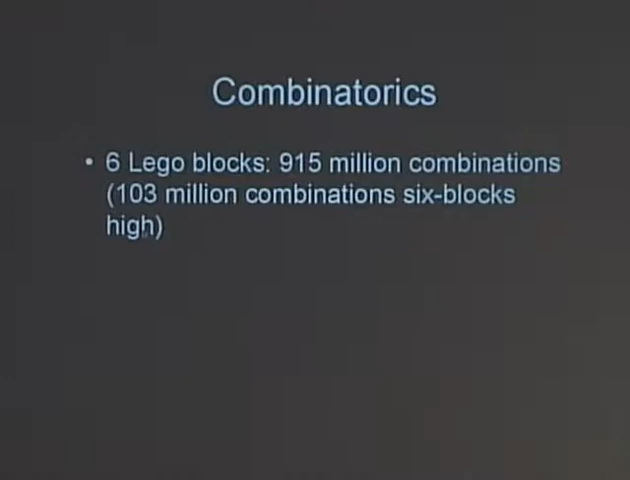 Combinatorics
• 6 Lego blocks: 915 million combinations
(103 million combinations six-blocks
high)